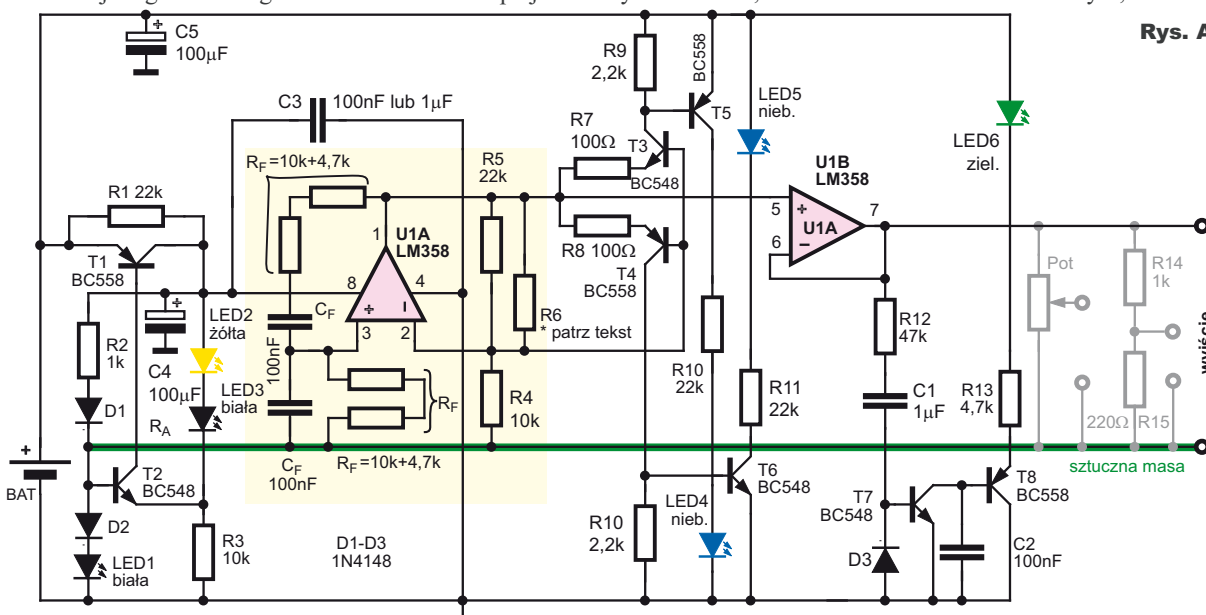 Rys. A
C5
100µF
C3
100nF lub 1µF
R9
2,2k
BC558
T5
LED5
nieb.
LED6
ziel.
R7
100Ω
T3
BC548
RF=10k+4,7k
R5
22k
U1B
LM358
R1 22k
U1A
LM358
1
5
+
U1A
6
−
7
R8 100Ω
T4
BC558
T1
BC558
8
4
+
−
3
2
CF
100nF
R6
* patrz tekst
Pot
R14
1k
wyjście
R2
1k
C4
100µF
LED2
żółta
LED3
biała
R12
47k
R10
22k
R11
22k
C1
1µF
R13
4,7k
D1
RA
RF
R4
10k
220Ω
R15
+
BAT
T2
BC548
CF
100nF
RF=10k+4,7k
sztuczna masa
T6
BC548
T7
BC548
T8
BC558
LED4
nieb.
D2
R3
10k
R10
2,2k
LED1
biała
D1-D3
1N4148
D3
C2
100nF